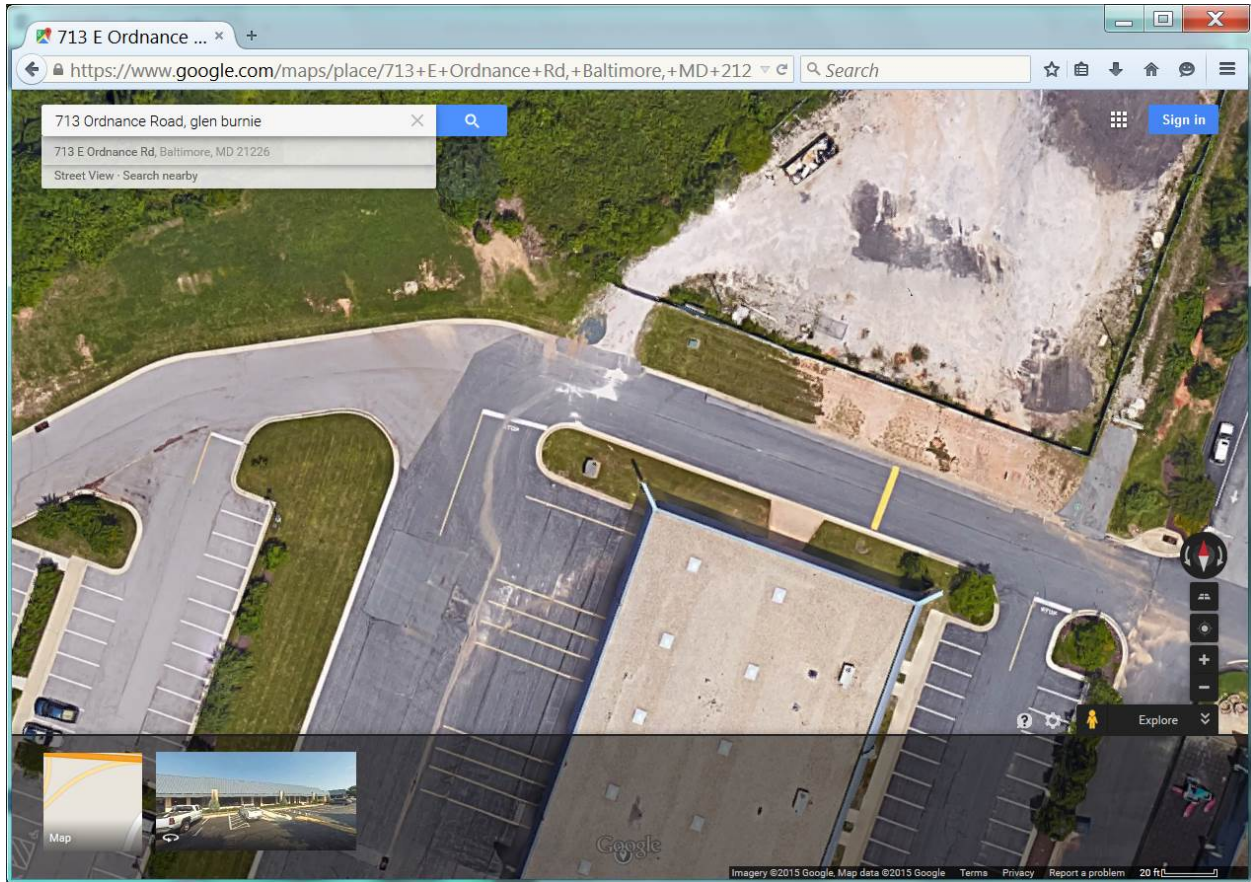 713 E Ordnance ... × +
https://www.google.com/maps/place/713+E+Ordnance+Rd,+Baltimore,+MD+212
Search
713 Ordnance Road, glen burnie
Sign in
713 E Ordnance Rd, Baltimore, MD 21226
Street View · Search nearby
STOP
STOP
Explore
Map
Google
Imagery ©2015 Google, Map data ©2015 Google Terms Privacy Report a problem 20 ft